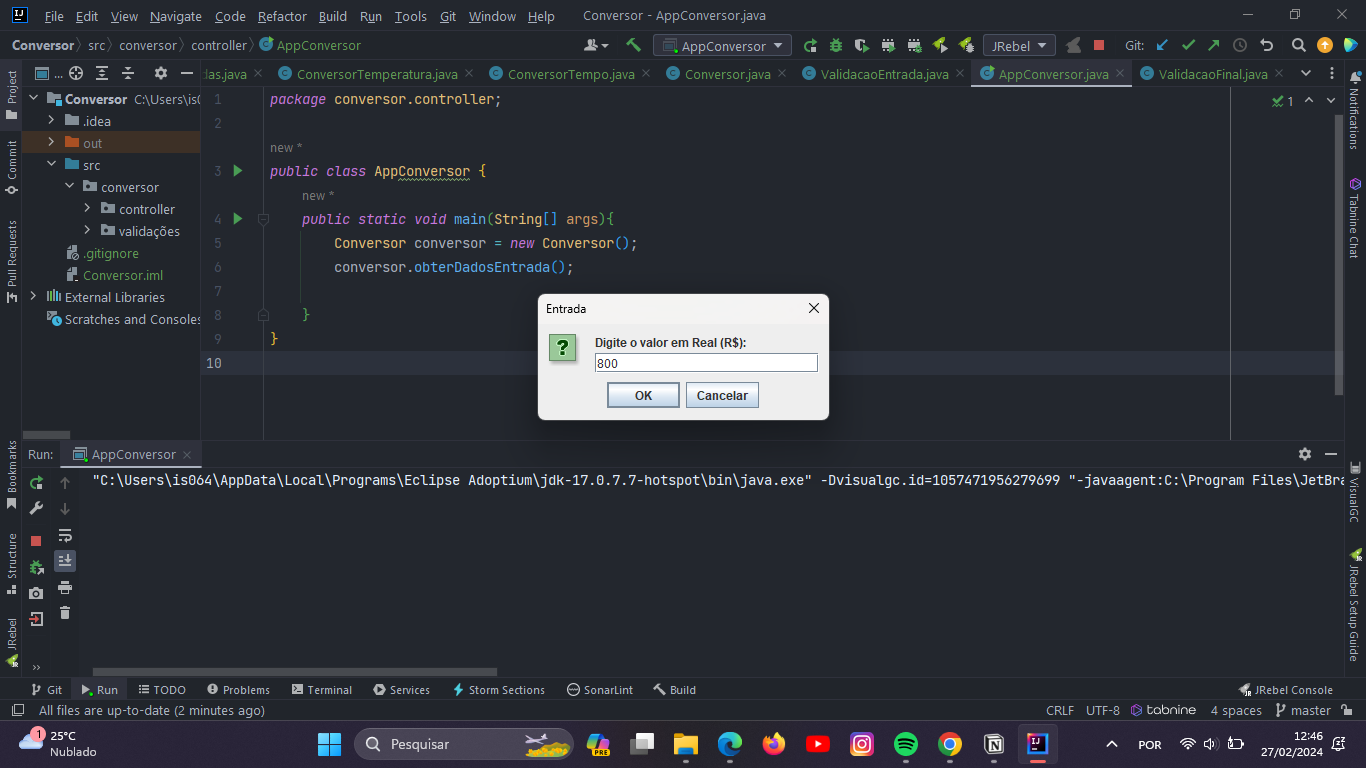 File Edit View Navigate Code Refactor Build Run Tools Git Window Help Conversor - AppConversor.java
Conversor src conversor controller AppConversor AppConversor JRebel Git:
... das.java ConversorTemperatura.java ConversorTempo.java Conversor.java ValidacaoEntrada.java AppConversor.java ValidacaoFinal.java
Project
Commit
Pull Requests
Bookmarks
Structure
JRebel
Conversor C:\Users\is0
.idea
out
src
conversor
controller
validações
.gitignore
Conversor.iml
External Libraries
Scratches and Consoles
1 package conversor.controller;
2
new *
3 public class AppConversor {
new *
4 public static void main(String[] args){
5 Conversor conversor = new Conversor();
6 conversor.obterDadosEntrada();
7
8 }
9 }
10
1
Entrada
?
Digite o valor em Real (R$):
800
OK Cancelar
Notifications
Tabnine Chat
VisualGC
JRebel Setup Guide
Run: AppConversor
"C:\Users\is064\AppData\Local\Programs\Eclipse Adoptium\jdk-17.0.7.7-hotspot\bin\java.exe" -Dvisualgc.id=1057471956279699 "-javaagent:C:\Program Files\JetBra
Git Run TODO Problems Terminal Services Storm Sections SonarLint Build JRebel Console
All files are up-to-date (2 minutes ago) CRLF UTF-8 tabnine 4 spaces master
1 25°C
Nublado
Pesquisar
PRE
POR
12:46
27/02/2024